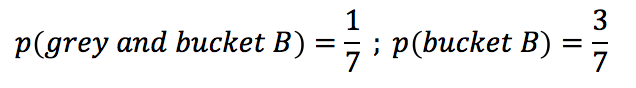 p(grey and bucket B) = 1/7 ; p(bucket B) = 3/7